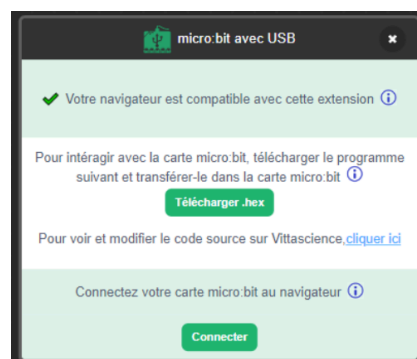 micro:bit avec USB
Votre navigateur est compatible avec cette extension
Pour intéragir avec la carte micro:bit, télécharger le programme
suivant et transférer-le dans la carte micro:bit
Télécharger .hex
Pour voir et modifier le code source sur Vittascience,cliquer ici
Connectez votre carte micro:bit au navigateur
Connecter